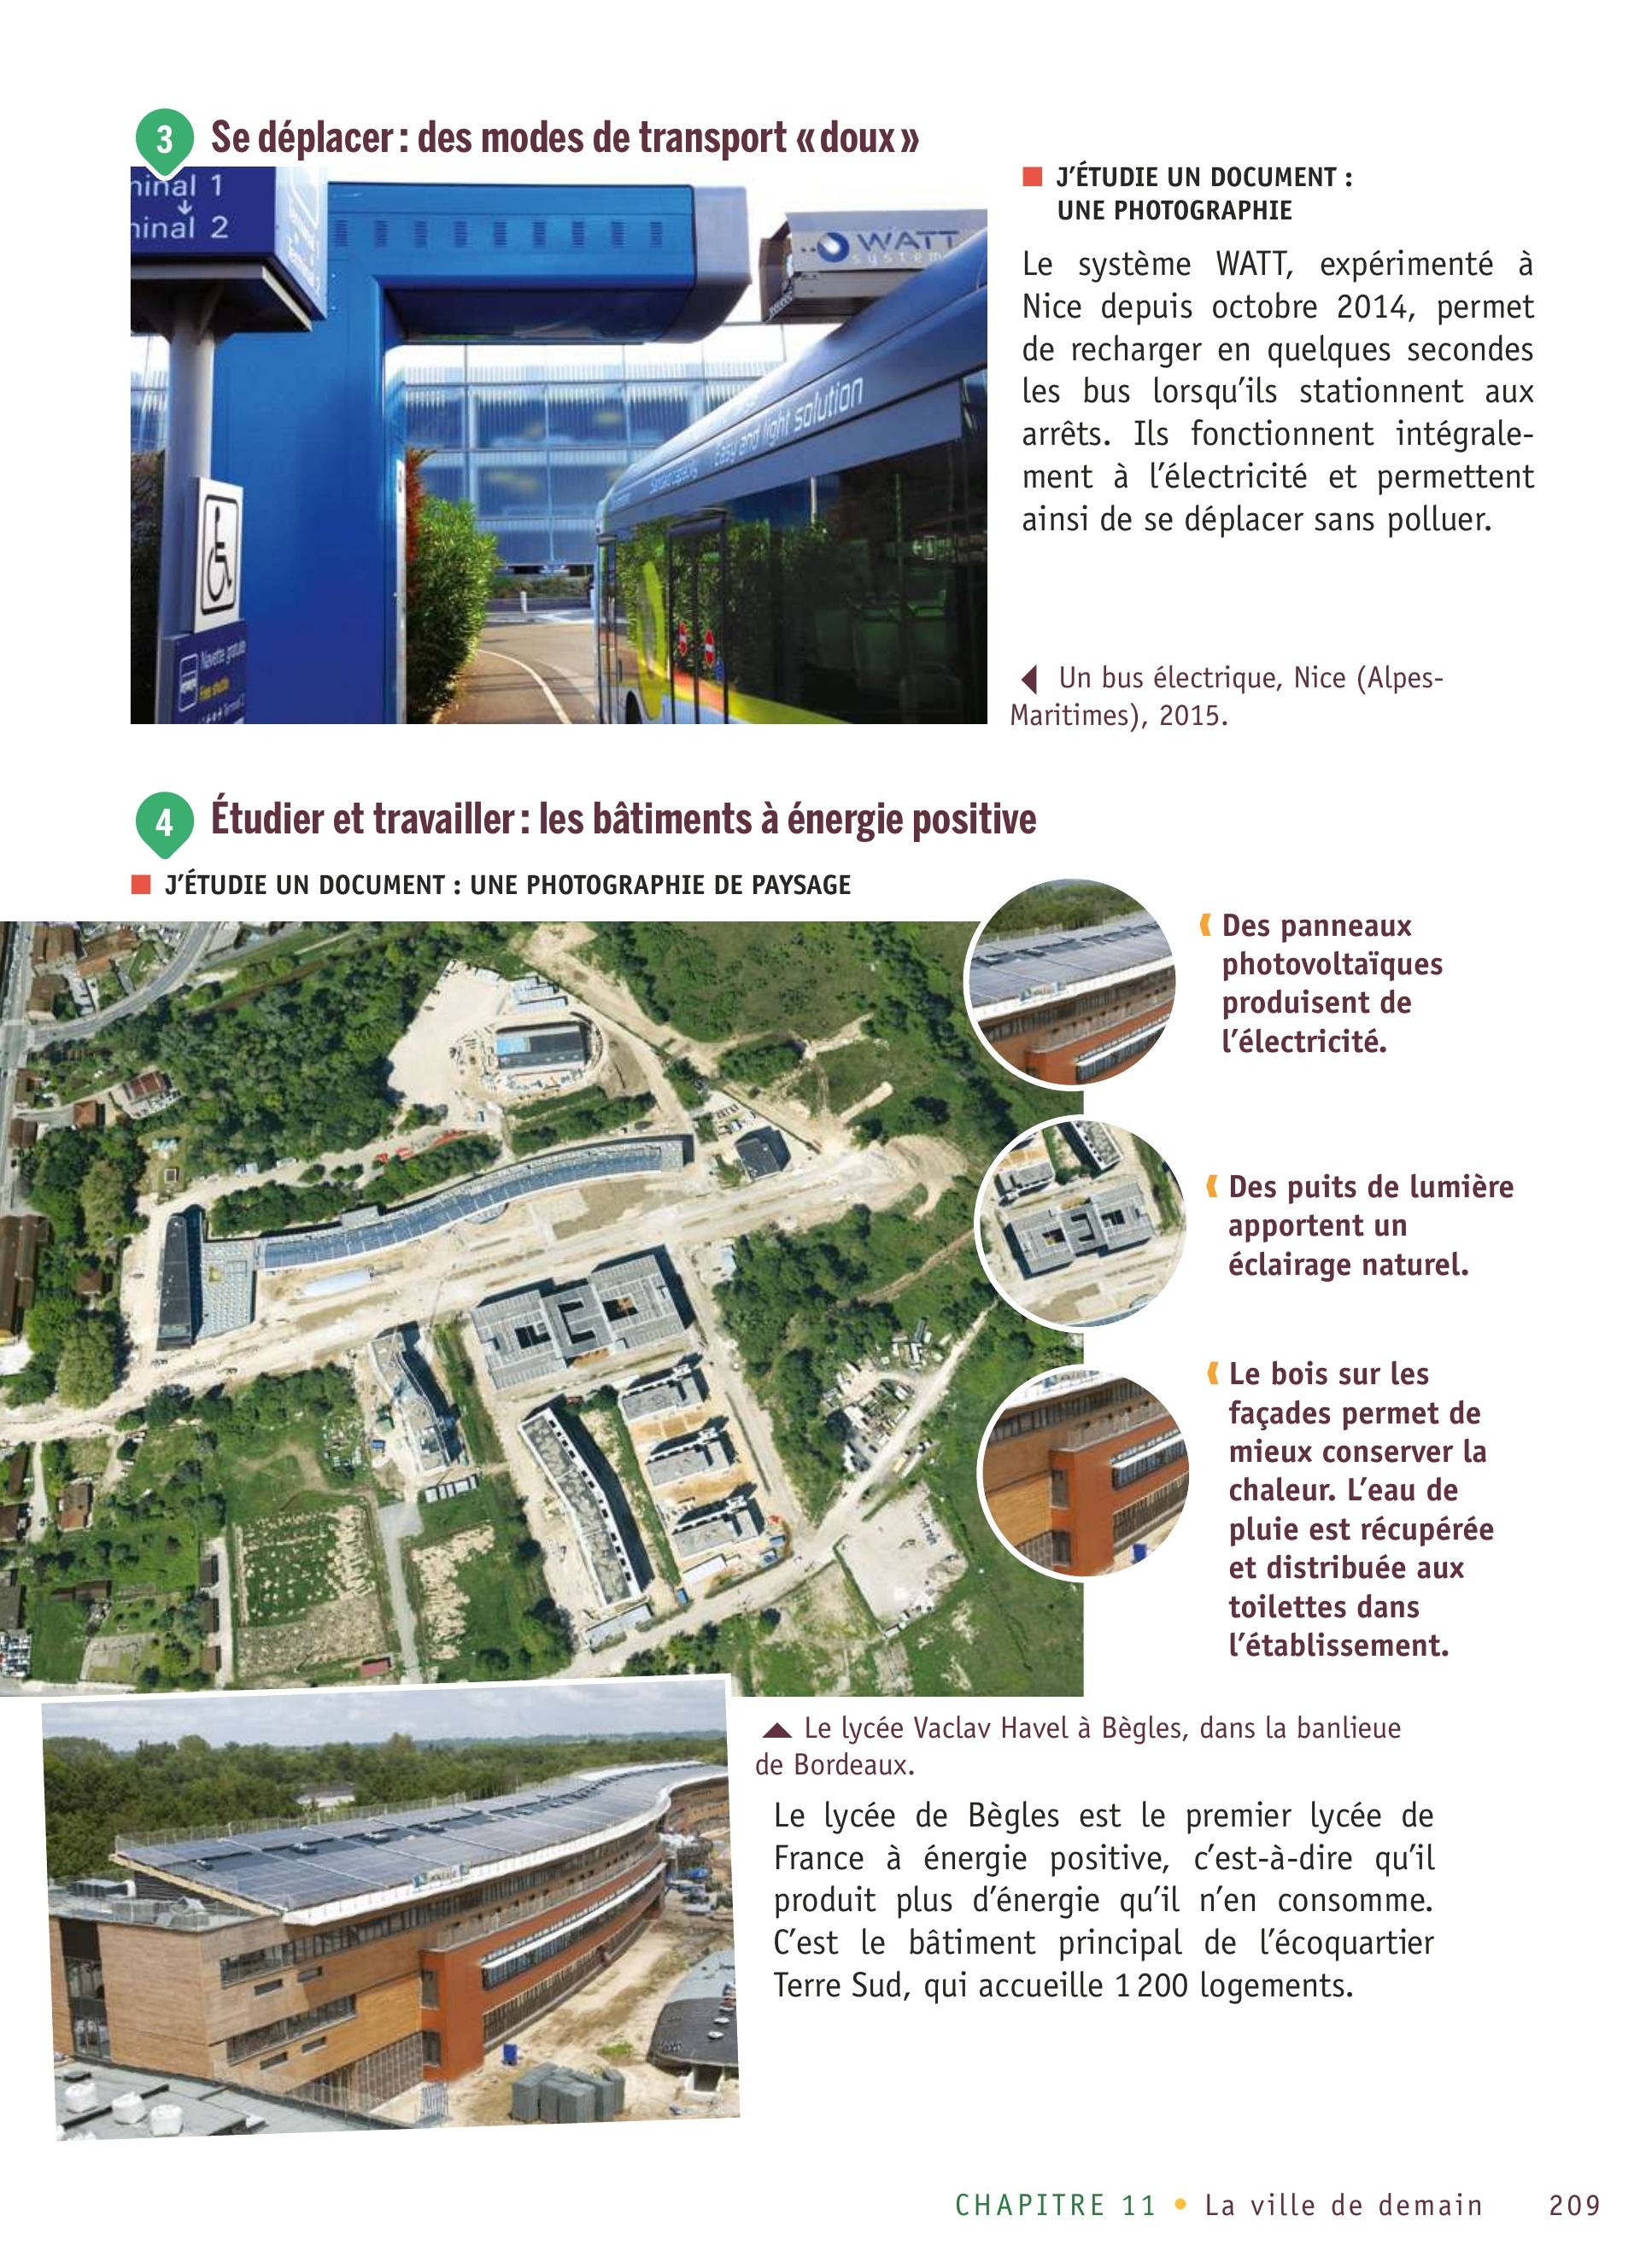 3 Se déplacer : des modes de transport « doux »
minal 1
minal 2
WATT
system
easy and light solution
Navette gratuite
Free shuttle
■ J'ÉTUDIE UN DOCUMENT :
UNE PHOTOGRAPHIE
Le système WATT, expérimenté à
Nice depuis octobre 2014, permet
de recharger en quelques secondes
les bus lorsqu'ils stationnent aux
arrêts. Ils fonctionnent intégrale-
ment à l'électricité et permettent
ainsi de se déplacer sans polluer.
◀ Un bus électrique, Nice (Alpes-
Maritimes), 2015.
4 Étudier et travailler : les bâtiments à énergie positive
■ J'ÉTUDIE UN DOCUMENT : UNE PHOTOGRAPHIE DE PAYSAGE
Des panneaux
photovoltaïques
produisent de
l'électricité.
Des puits de lumière
apportent un
éclairage naturel.
Le bois sur les
façades permet de
mieux conserver la
chaleur. L'eau de
pluie est récupérée
et distribuée aux
toilettes dans
l'établissement.
▲ Le lycée Vaclav Havel à Bègles, dans la banlieue
de Bordeaux.
Le lycée de Bègles est le premier lycée de
France à énergie positive, c'est-à-dire qu'il
produit plus d'énergie qu'il n'en consomme.
C'est le bâtiment principal de l'écoquartier
Terre Sud, qui accueille 1 200 logements.
CHAPITRE 11 • La ville de demain 209